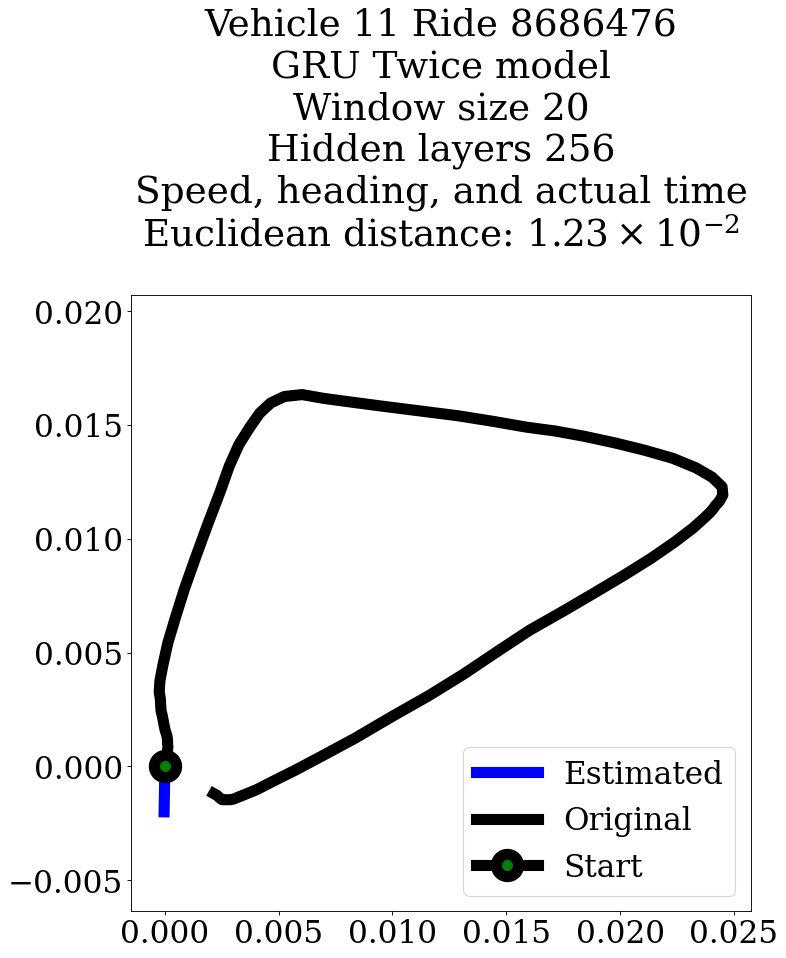 Vehicle 11 Ride 8686476
GRU Twice model
Window size 20
Hidden layers 256
Speed, heading, and actual time
Euclidean distance: 1.23 × 10⁻²
0.020
0.015
0.010
0.005
0.000
−0.005
Estimated
Original
Start
0.000 0.005 0.010 0.015 0.020 0.025